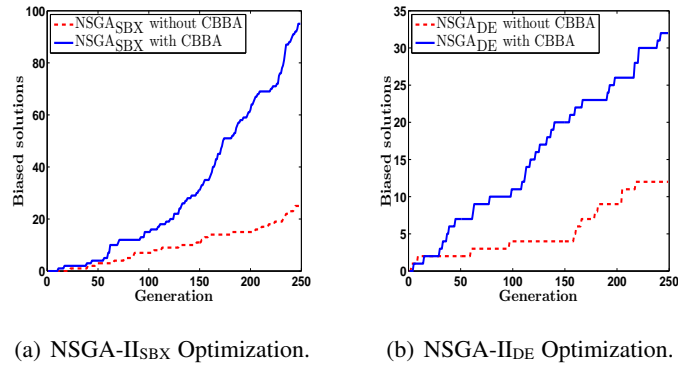 NSGA_SBX without CBBA
NSGA_SBX with CBBA
100
80
60
40
20
0
Biased solutions
0 50 100 150 200 250
Generation
(a) NSGA-II_SBX Optimization.
NSGA_DE without CBBA
NSGA_DE with CBBA
35
30
25
20
15
10
5
0
Biased solutions
0 50 100 150 200 250
Generation
(b) NSGA-II_DE Optimization.